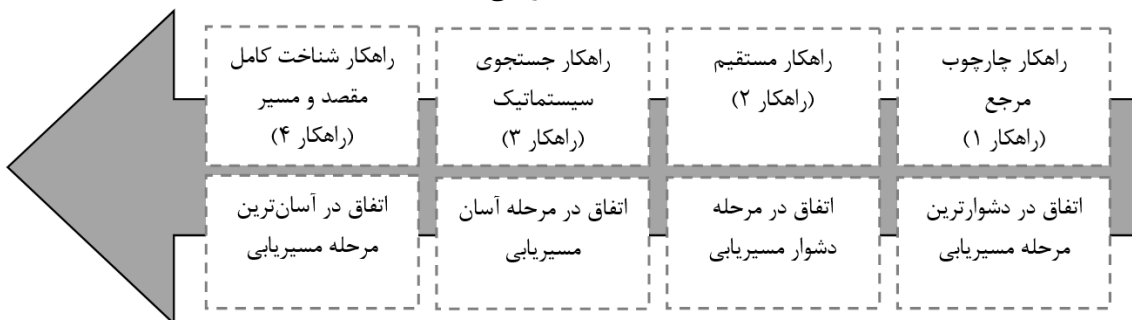 راهکار چارچوب
مرجع
(راهکار ۱)
راهکار مستقیم
(راهکار ۲)
راهکار جستجوی
سیستماتیک
(راهکار ۳)
راهکار شناخت کامل
مقصد و مسیر
(راهکار ۴)
اتفاق در دشوارترین
مرحله مسیریابی
اتفاق در مرحله
دشوار مسیریابی
اتفاق در مرحله آسان
مسیریابی
اتفاق در آسان‌ترین
مرحله مسیریابی